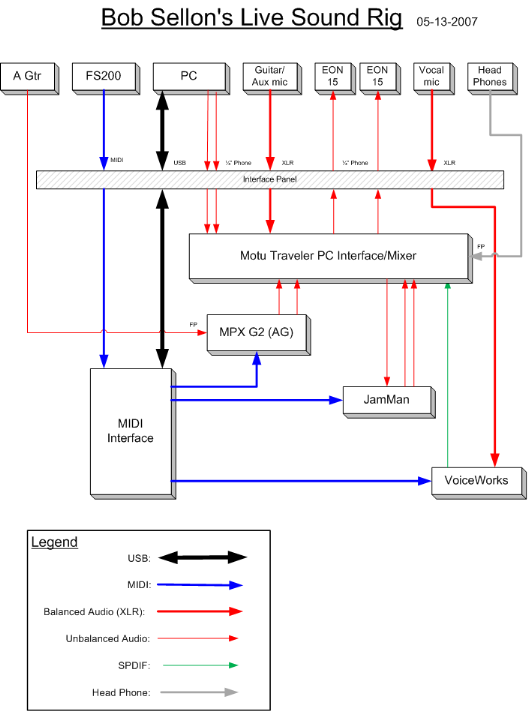 Bob Sellon's Live Sound Rig 05-13-2007
A Gtr
FS200
PC
Guitar/
Aux mic
EON
15
EON
15
Vocal
mic
Head
Phones
MIDI
USB
¼" Phone
XLR
¼" Phone
XLR
Interface Panel
Motu Traveler PC Interface/Mixer
FP
FP
MPX G2 (AG)
MIDI
Interface
JamMan
VoiceWorks
Legend
USB:
MIDI:
Balanced Audio (XLR):
Unbalanced Audio:
SPDIF:
Head Phone: